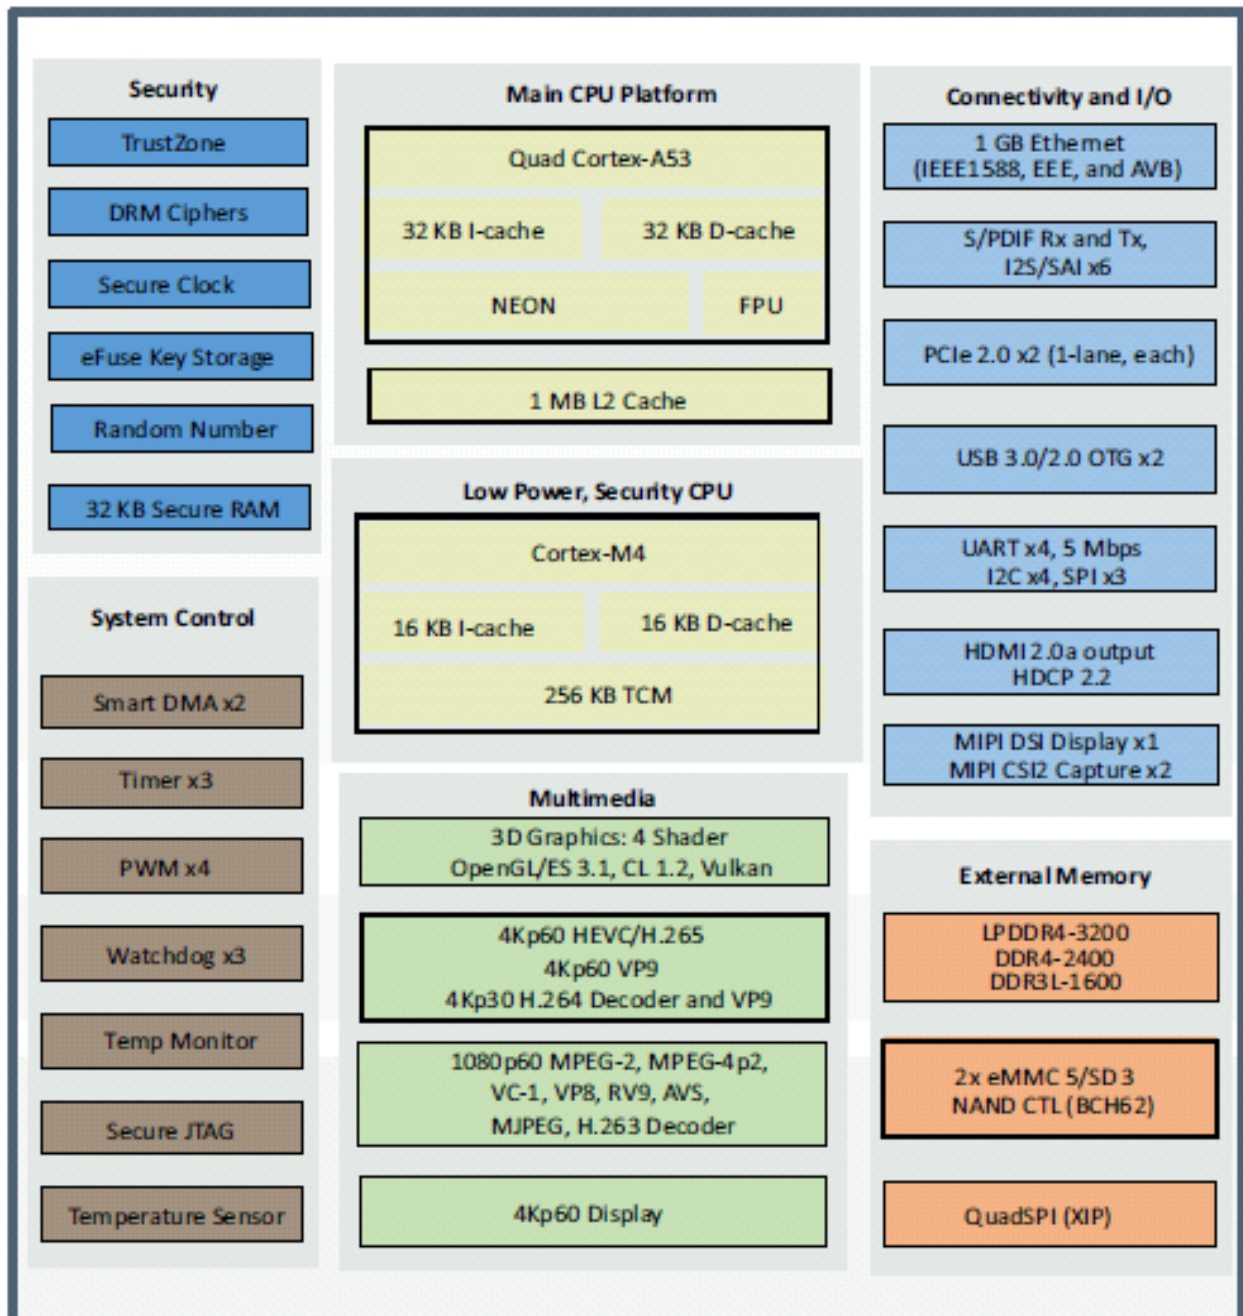 Security
TrustZone
DRM Ciphers
Secure Clock
eFuse Key Storage
Random Number
32 KB Secure RAM
System Control
Smart DMA x2
Timer x3
PWM x4
Watchdog x3
Temp Monitor
Secure JTAG
Temperature Sensor
Main CPU Platform
Quad Cortex-A53
32 KB I-cache
32 KB D-cache
NEON
FPU
1 MB L2 Cache
Low Power, Security CPU
Cortex-M4
16 KB I-cache
16 KB D-cache
256 KB TCM
Multimedia
3D Graphics: 4 Shader
OpenGL/ES 3.1, CL 1.2, Vulkan
4Kp60 HEVC/H.265
4Kp60 VP9
4Kp30 H.264 Decoder and VP9
1080p60 MPEG-2, MPEG-4p2,
VC-1, VP8, RV9, AVS,
MJPEG, H.263 Decoder
4Kp60 Display
Connectivity and I/O
1 GB Ethernet
(IEEE1588, EEE, and AVB)
S/PDIF Rx and Tx,
I2S/SAI x6
PCIe 2.0 x2 (1-lane, each)
USB 3.0/2.0 OTG x2
UART x4, 5 Mbps
I2C x4, SPI x3
HDMI 2.0a output
HDCP 2.2
MIPI DSI Display x1
MIPI CSI2 Capture x2
External Memory
LPDDR4-3200
DDR4-2400
DDR3L-1600
2x eMMC 5/SD 3
NAND CTL (BCH62)
QuadSPI (XIP)